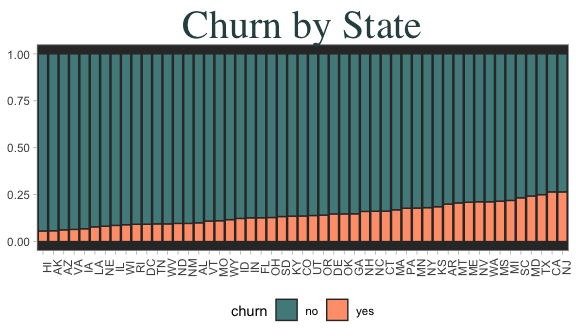 Churn by State
1.00
0.75
0.50
0.25
0.00
HI AK AZ VA IA LA NE IL WI RI DC TN WV ND NM AL VT MO WY ID IN FL OH SD KY CO UT OR DE OK GA NH NC CT MA PA MN NY KS AR MT ME NV WA MS MI SC MD TX CA NJ
churn no yes